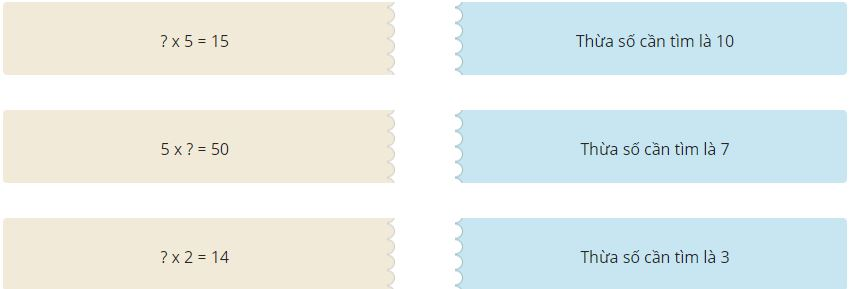 ? x 5 = 15
Thừa số cần tìm là 10
5 x ? = 50
Thừa số cần tìm là 7
? x 2 = 14
Thừa số cần tìm là 3